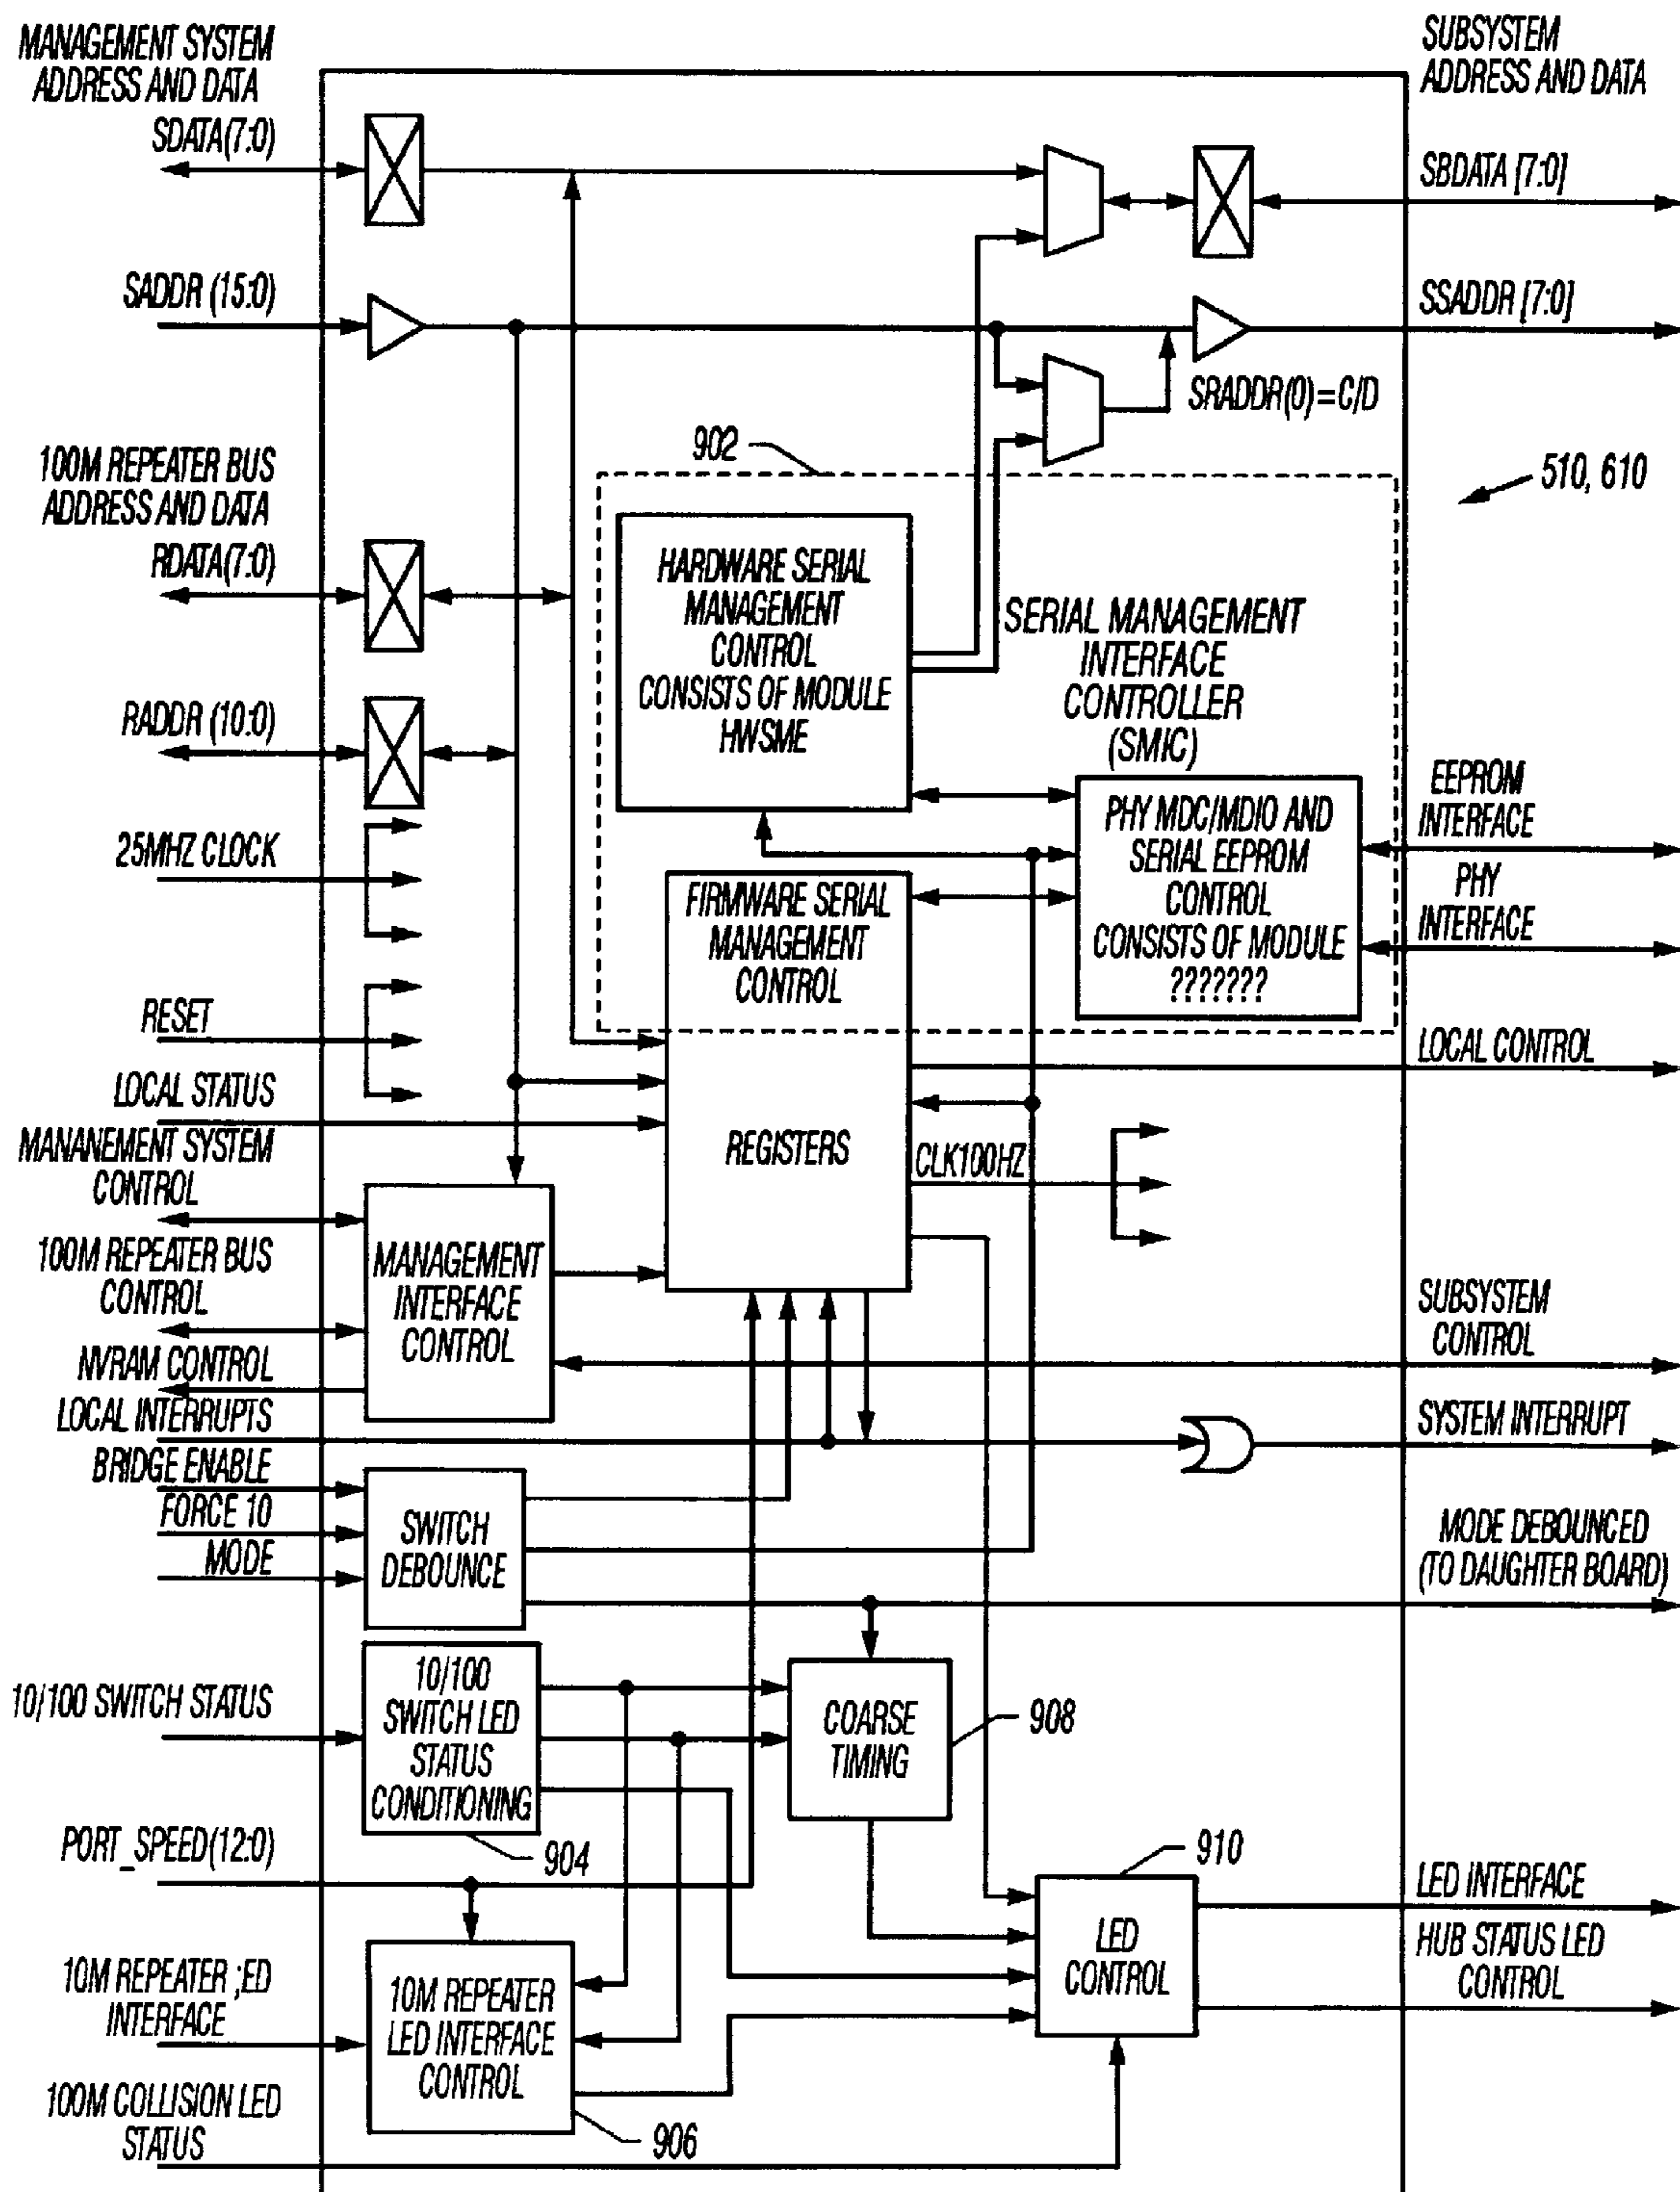 MANAGEMENT SYSTEM
ADDRESS AND DATA
SDATA(7:0)
SADDR (15:0)
100M REPEATER BUS
ADDRESS AND DATA
RDATA(7:0)
RADDR (10:0)
25MHZ CLOCK
RESET
LOCAL STATUS
MANANEMENT SYSTEM
CONTROL
100M REPEATER BUS
CONTROL
NVRAM CONTROL
LOCAL INTERRUPTS
BRIDGE ENABLE
FORCE 10
MODE
10/100 SWITCH STATUS
PORT_SPEED(12:0)
10M REPEATER ;ED
INTERFACE
100M COLLISION LED
STATUS
SUBSYSTEM
ADDRESS AND DATA
SBDATA [7:0]
SSADDR [7:0]
SRADDR(0)=C/D
510, 610
902
HARDWARE SERIAL
MANAGEMENT
CONTROL
CONSISTS OF MODULE
HWSME
SERIAL MANAGEMENT
INTERFACE
CONTROLLER
(SMIC)
PHY MDC/MDIO AND
SERIAL EEPROM
CONTROL
CONSISTS OF MODULE
???????
FIRMWARE SERIAL
MANAGEMENT
CONTROL
REGISTERS
CLK100HZ
MANAGEMENT
INTERFACE
CONTROL
SWITCH
DEBOUNCE
10/100
SWITCH LED
STATUS
CONDITIONING
904
COARSE
TIMING
908
10M REPEATER
LED INTERFACE
CONTROL
906
LED
CONTROL
910
EEPROM
INTERFACE
PHY
INTERFACE
LOCAL CONTROL
SUBSYSTEM
CONTROL
SYSTEM INTERRUPT
MODE DEBOUNCED
(TO DAUGHTER BOARD)
LED INTERFACE
HUB STATUS LED
CONTROL